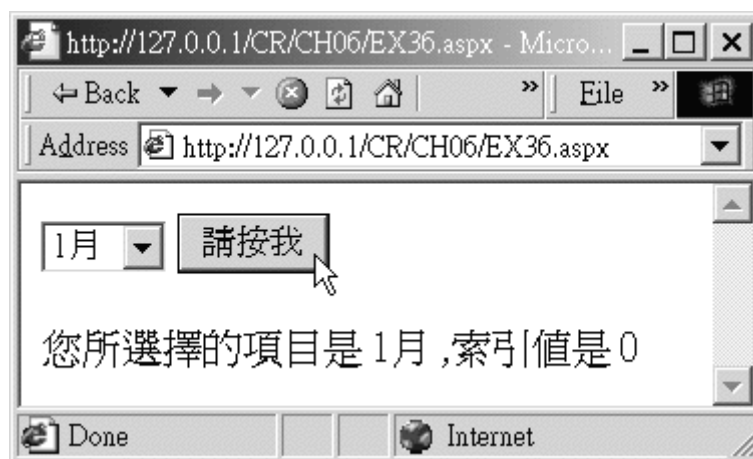 http://127.0.0.1/CR/CH06/EX36.aspx - Micro...
Back » File »
Address http://127.0.0.1/CR/CH06/EX36.aspx
1月 請按我
您所選擇的項目是 1月 ,索引值是 0
Done Internet